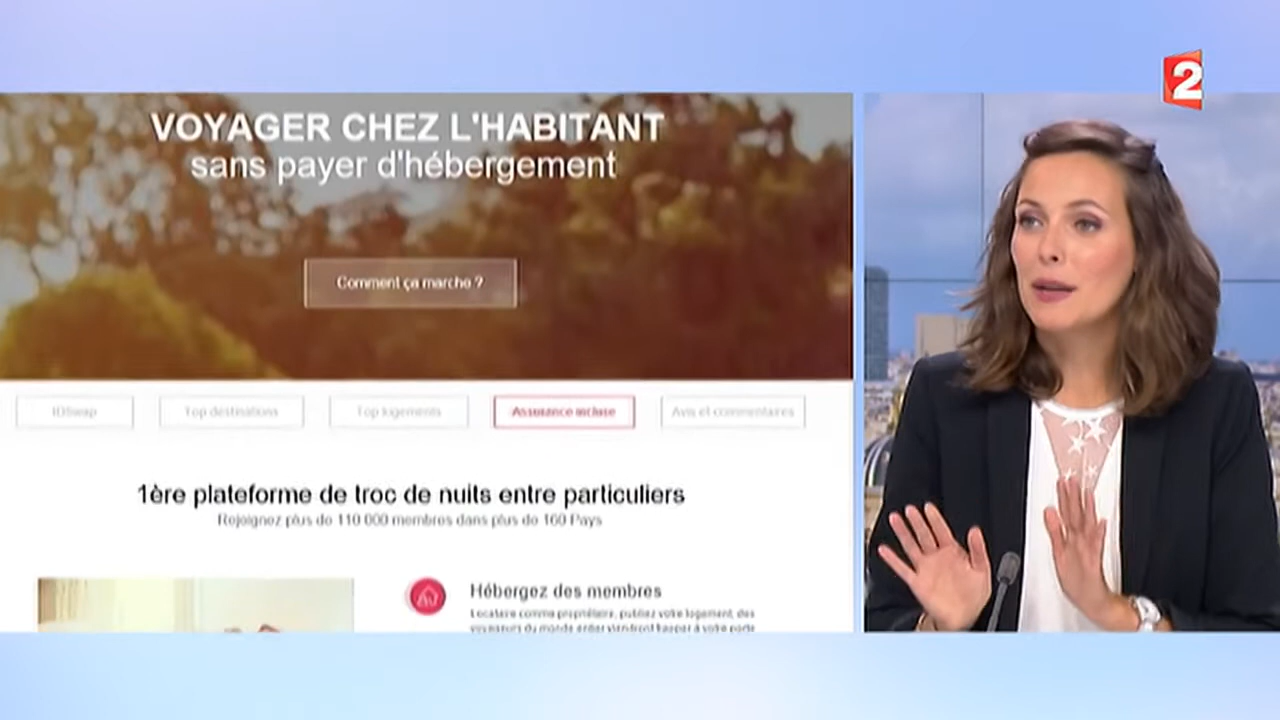 2
VOYAGER CHEZ L'HABITANT
sans payer d'hébergement
Comment ça marche ?
Top destinations
Top logements
Assurance incluse
Avis et commentaires
1ère plateforme de troc de nuits entre particuliers
Rejoignez plus de 110 000 membres dans plus de 160 Pays
Hébergez des membres
Locataire comme propriétaire, publiez votre logement, des
voyageurs du monde entier viendront frapper à votre porte